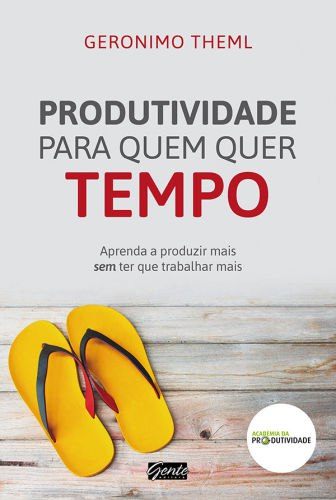 GERONIMO THEML
PRODUTIVIDADE
PARA QUEM QUER
TEMPO
Aprenda a produzir mais
sem ter que trabalhar mais
ACADEMIA DA
PRODUTIVIDADE
Gente
EDITORA